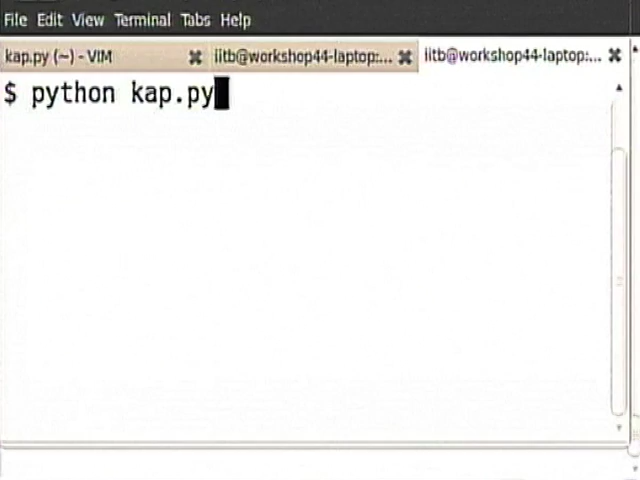 File Edit View Terminal Tabs Help
kap.py (~) - VIM iitb@workshop44-laptop:... iitb@workshop44-laptop:...
$ python kap.py